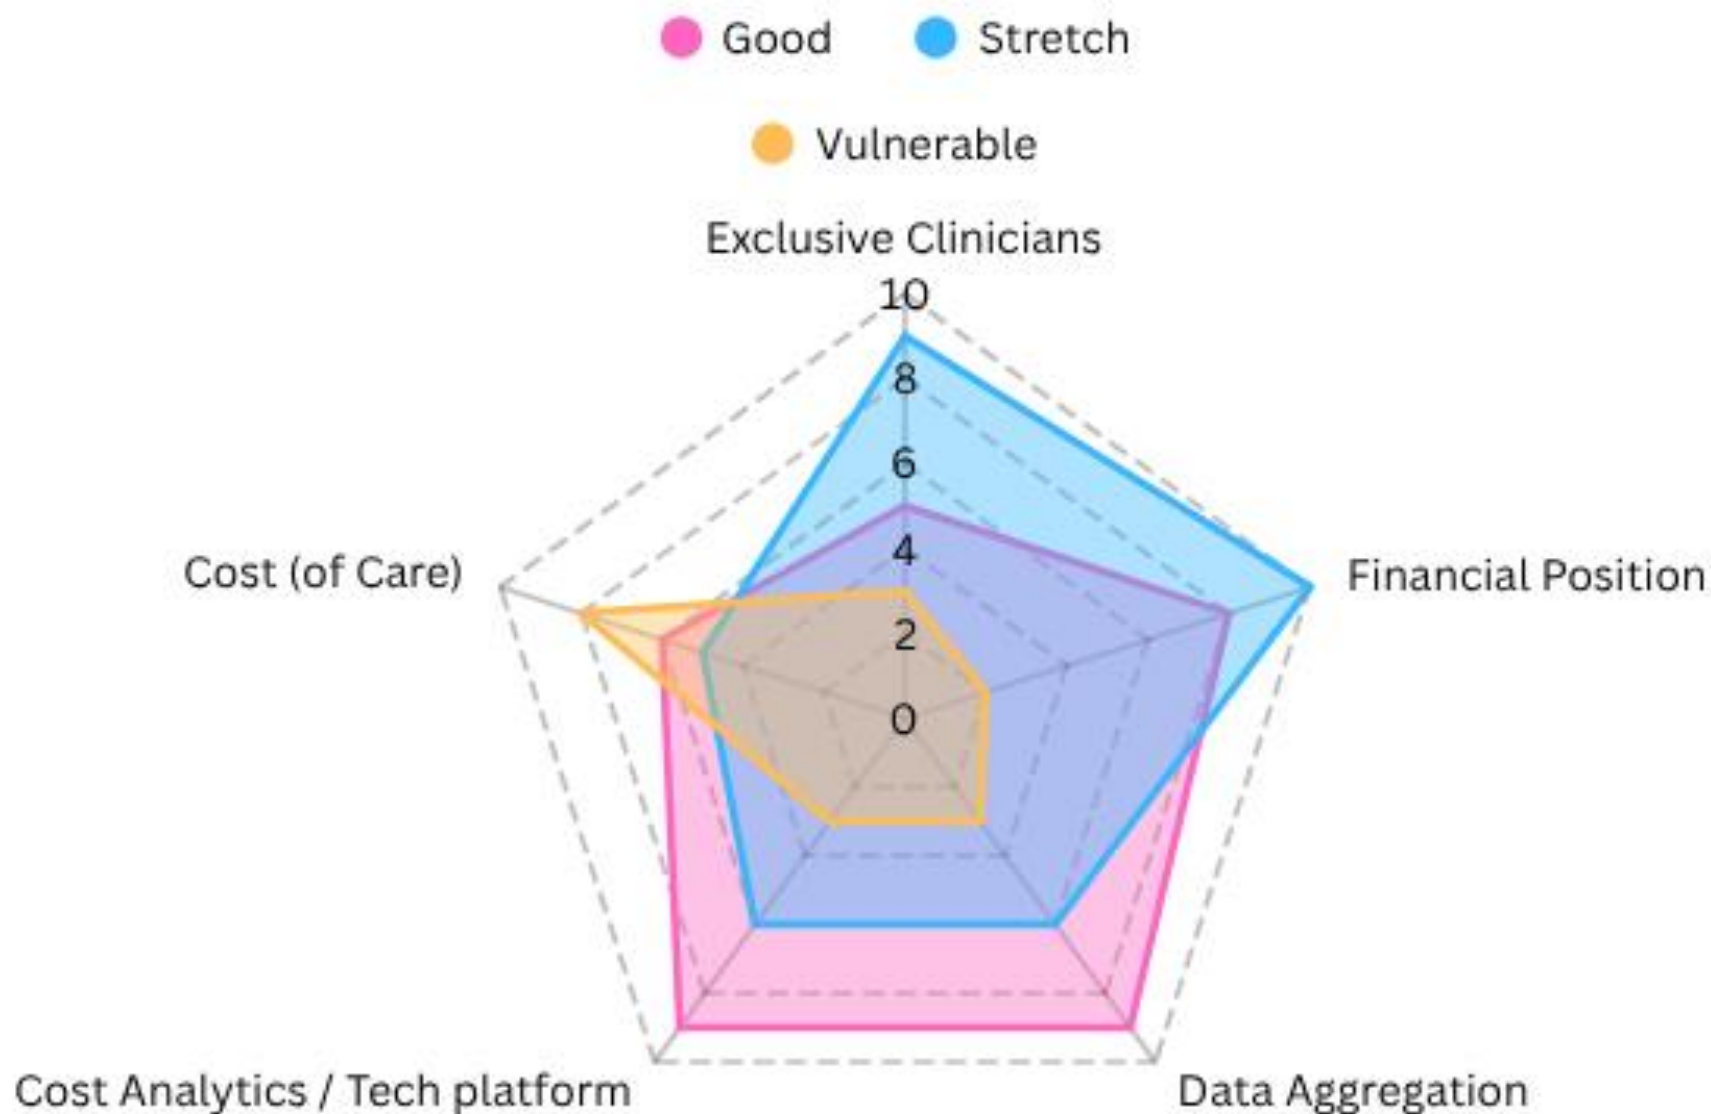 Good Stretch
Vulnerable
Exclusive Clinicians
10
8
6
4
2
0
Cost (of Care)
Financial Position
Cost Analytics / Tech platform
Data Aggregation